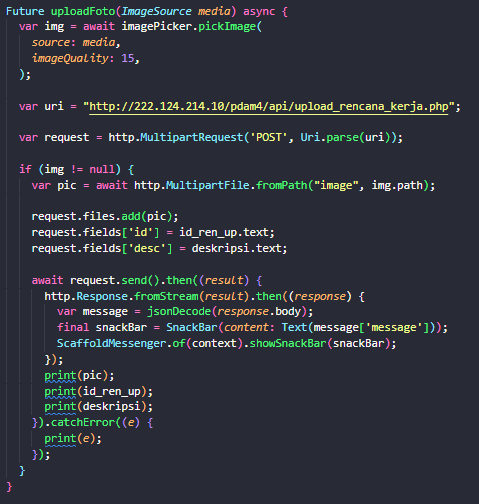 Future uploadFoto(ImageSource media) async {
  var img = await imagePicker.pickImage(
    source: media,
    imageQuality: 15,
  );
  var uri = "http://222.124.214.10/pdam4/api/upload_rencana_kerja.php";
  var request = http.MultipartRequest('POST', Uri.parse(uri));
  if (img != null) {
    var pic = await http.MultipartFile.fromPath("image", img.path);
    request.files.add(pic);
    request.fields['id'] = id_ren_up.text;
    request.fields['desc'] = deskripsi.text;
    await request.send().then((result) {
      http.Response.fromStream(result).then((response) {
        var message = jsonDecode(response.body);
        final snackBar = SnackBar(content: Text(message['message']));
        ScaffoldMessenger.of(context).showSnackBar(snackBar);
      });
      print(pic);
      print(id_ren_up);
      print(deskripsi);
    }).catchError((e) {
      print(e);
    });
  }
}